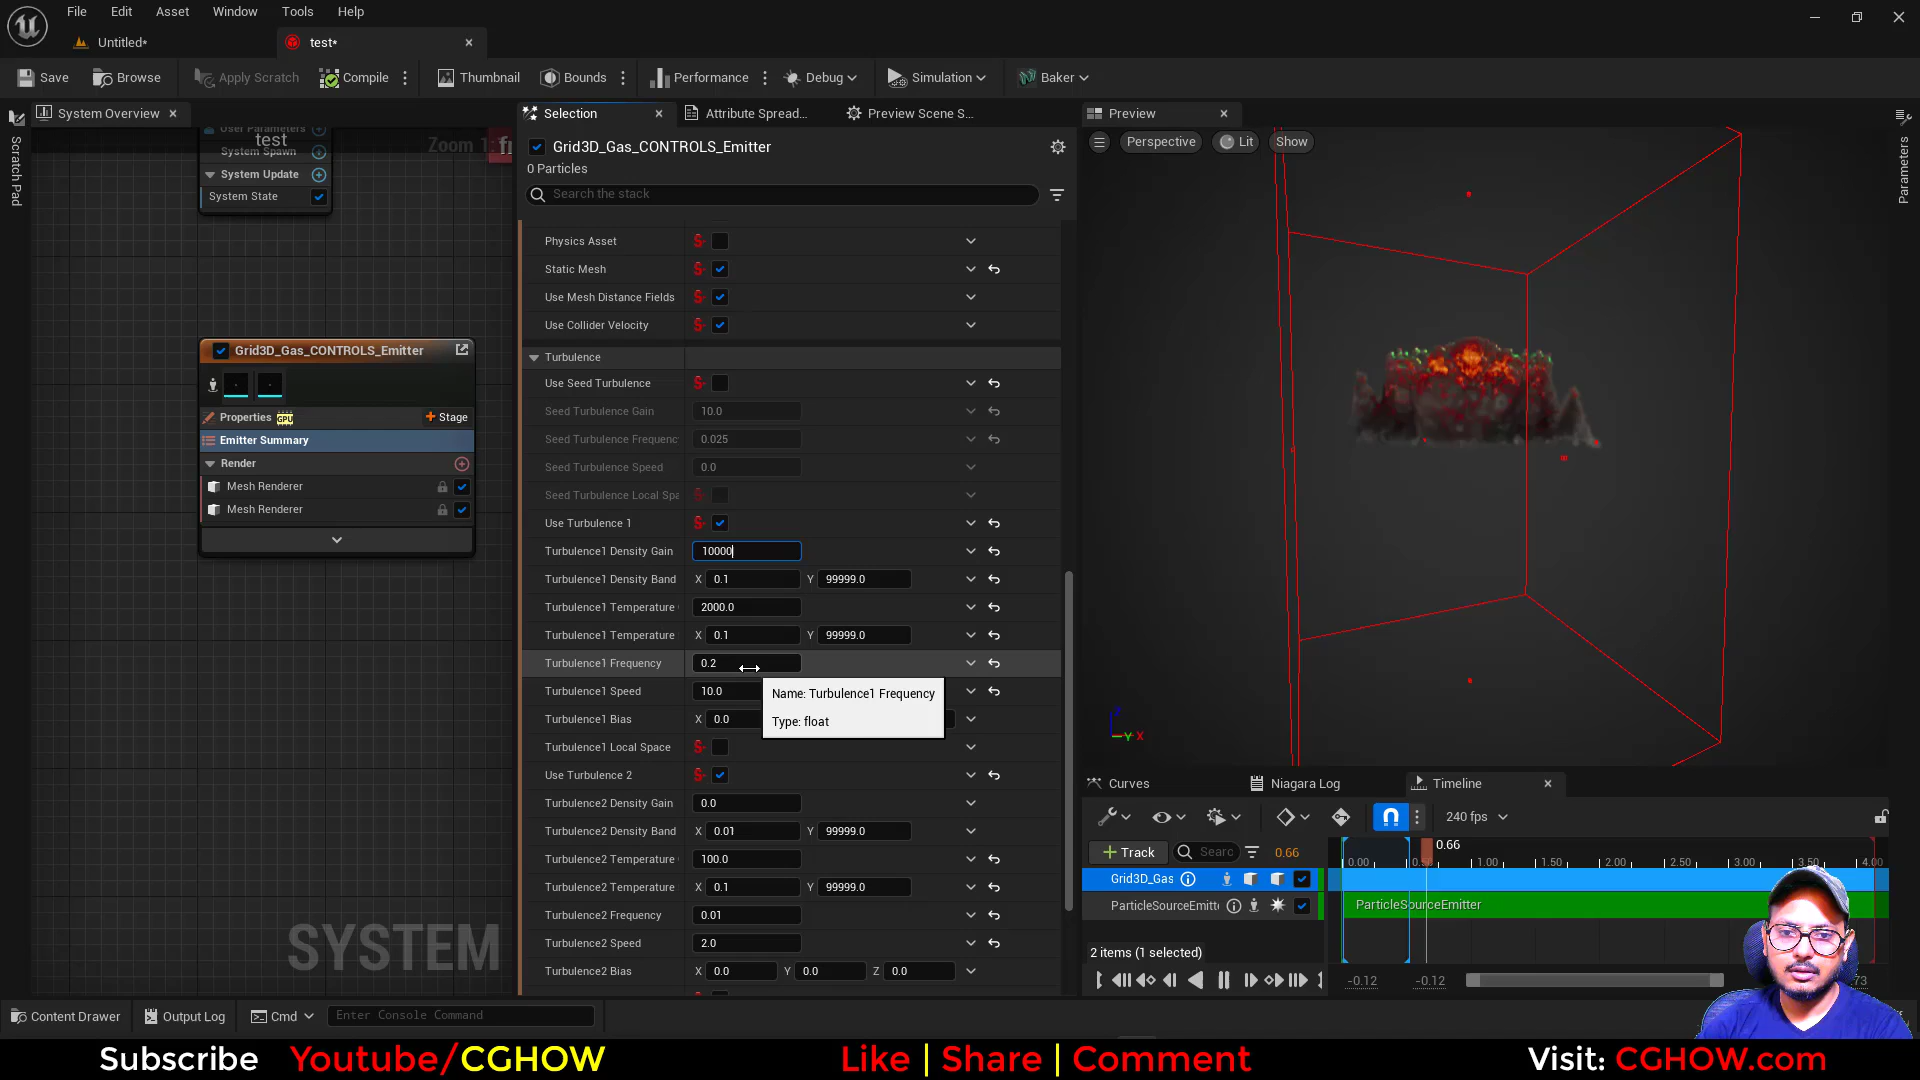 File Edit Asset Window Tools Help
Untitled* test*
Save Browse Apply Scratch Compile Thumbnail Bounds Performance Debug Simulation Baker
Scratch Pad
System Overview
User Parameters
test
Zoom 1:
System Spawn
System Update
System State
Grid3D_Gas_CONTROLS_Emitter
Properties GPU Stage
Emitter Summary
Render
Mesh Renderer
Mesh Renderer
SYSTEM
Selection Attribute Spread... Preview Scene S...
Grid3D_Gas_CONTROLS_Emitter
0 Particles
Search the stack
Physics Asset
Static Mesh
Use Mesh Distance Fields
Use Collider Velocity
Turbulence
Use Seed Turbulence
Seed Turbulence Gain 10.0
Seed Turbulence Frequenc 0.025
Seed Turbulence Speed 0.0
Seed Turbulence Local Spa
Use Turbulence 1
Turbulence1 Density Gain 10000
Turbulence1 Density Band X 0.1 Y 99999.0
Turbulence1 Temperature 2000.0
Turbulence1 Temperature X 0.1 Y 99999.0
Turbulence1 Frequency 0.2
Turbulence1 Speed 10.0
Turbulence1 Bias X 0.0
Name: Turbulence1 Frequency
Type: float
Turbulence1 Local Space
Use Turbulence 2
Turbulence2 Density Gain 0.0
Turbulence2 Density Band X 0.01 Y 99999.0
Turbulence2 Temperature 100.0
Turbulence2 Temperature X 0.1 Y 99999.0
Turbulence2 Frequency 0.01
Turbulence2 Speed 2.0
Turbulence2 Bias X 0.0 Y 0.0 Z 0.0
Preview
Perspective Lit Show
Parameters
Y X
Curves Niagara Log Timeline
240 fps
Track Searc 0.66
0.66
0.00 1.00 1.50 2.00 2.50 3.00 3.50 4.00
Grid3D_Gas
ParticleSourceEmitte
ParticleSourceEmitter
2 items (1 selected)
-0.12 -0.12
Content Drawer Output Log Cmd Enter Console Command
Subscribe Youtube/CGHOW Like | Share | Comment Visit: CGHOW.com